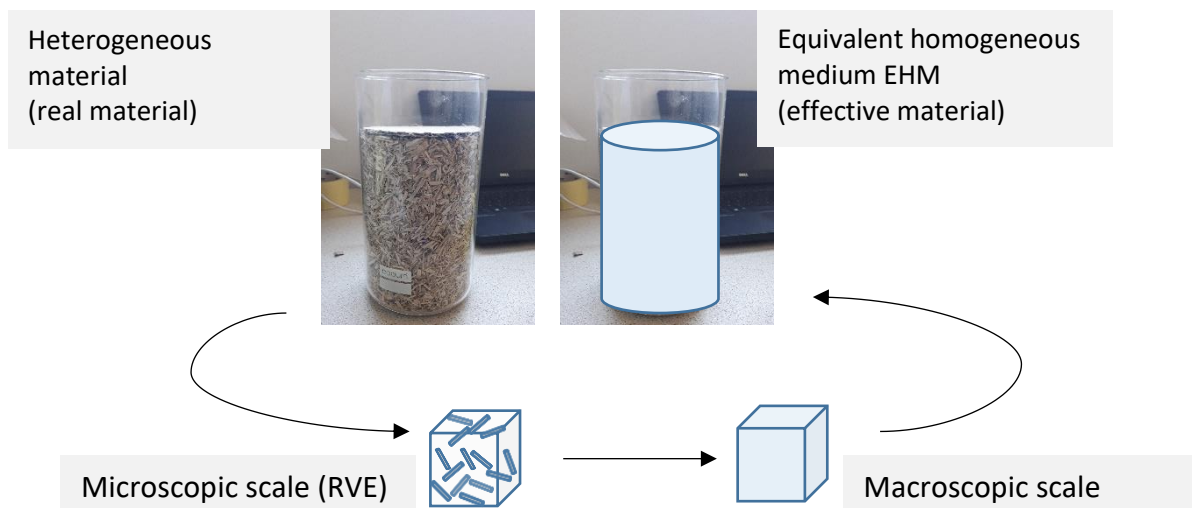 Heterogeneous
material
(real material)
Equivalent homogeneous
medium EHM
(effective material)
Microscopic scale (RVE)
Macroscopic scale